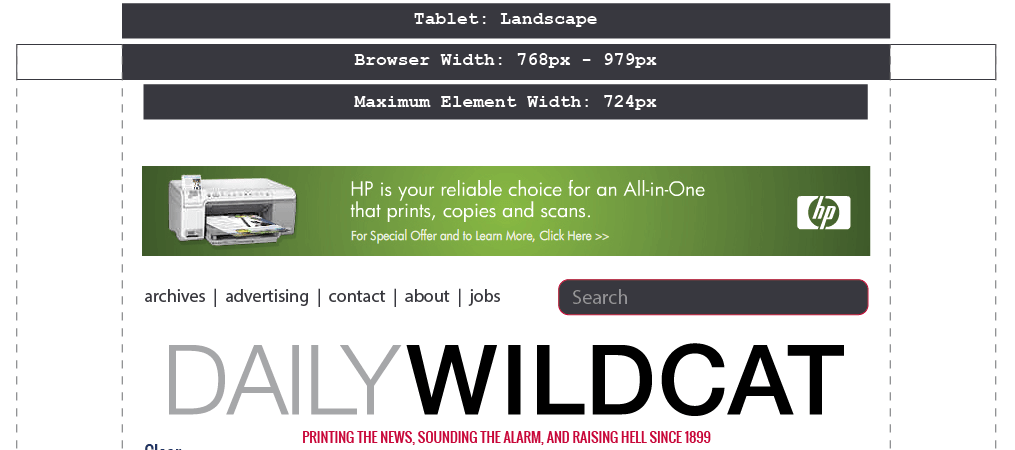 Tablet: Landscape
Browser Width: 768px - 979px
Maximum Element Width: 724px
HP is your reliable choice for an All-in-One
that prints, copies and scans.
For Special Offer and to Learn More, Click Here >>
hp
archives | advertising | contact | about | jobs
Search
DAILYWILDCAT
PRINTING THE NEWS, SOUNDING THE ALARM, AND RAISING HELL SINCE 1899